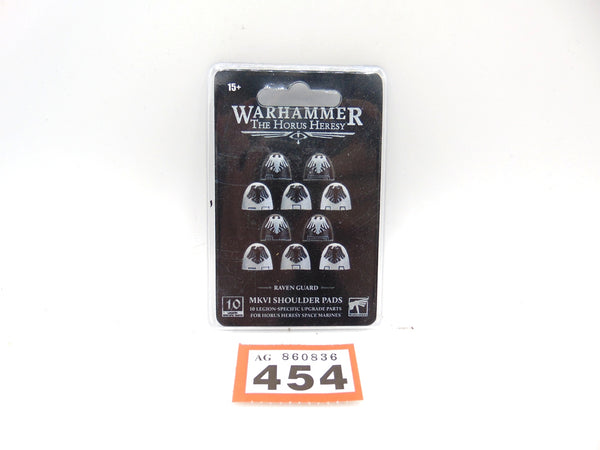 15+
WARHAMMER
THE HORUS HERESY
RAVEN GUARD
10
MKVI SHOULDER PADS
10 LEGION-SPECIFIC UPGRADE PARTS
FOR HORUS HERESY SPACE MARINES
AG 860836
454